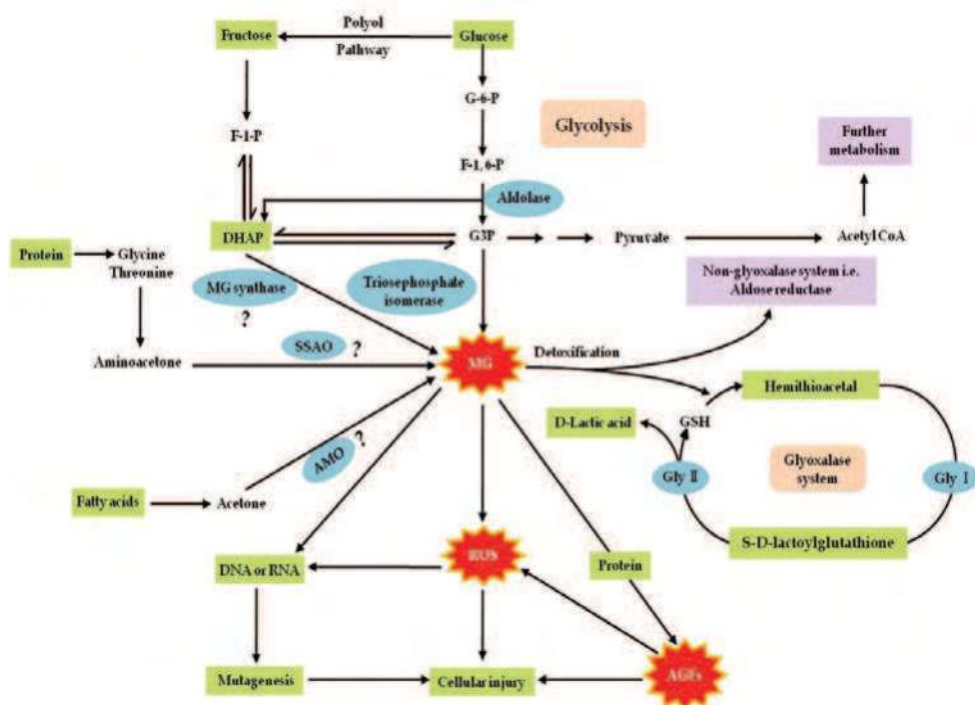 Fructose
Polyol
Pathway
Glucose
G-6-P
Glycolysis
F-1-P
F-1,6-P
Further
metabolism
Aldolase
DHAP
G3P
Pyruvate
Acetyl CoA
Protein
Glycine
Threonine
MG synthase
?
Triosephosphate
isomerase
Non-glyoxalase system i.e.
Aldose reductase
Aminoacetone
SSAO
?
MG
Detoxification
Hemithioacetal
D-Lactic acid
GSH
AMO
?
Gly Ⅱ
Glyoxalase
system
Gly Ⅰ
Fatty acids
Acetone
S-D-lactoylglutathione
DNA or RNA
ROS
Protein
Mutagenesis
Cellular injury
AGEs